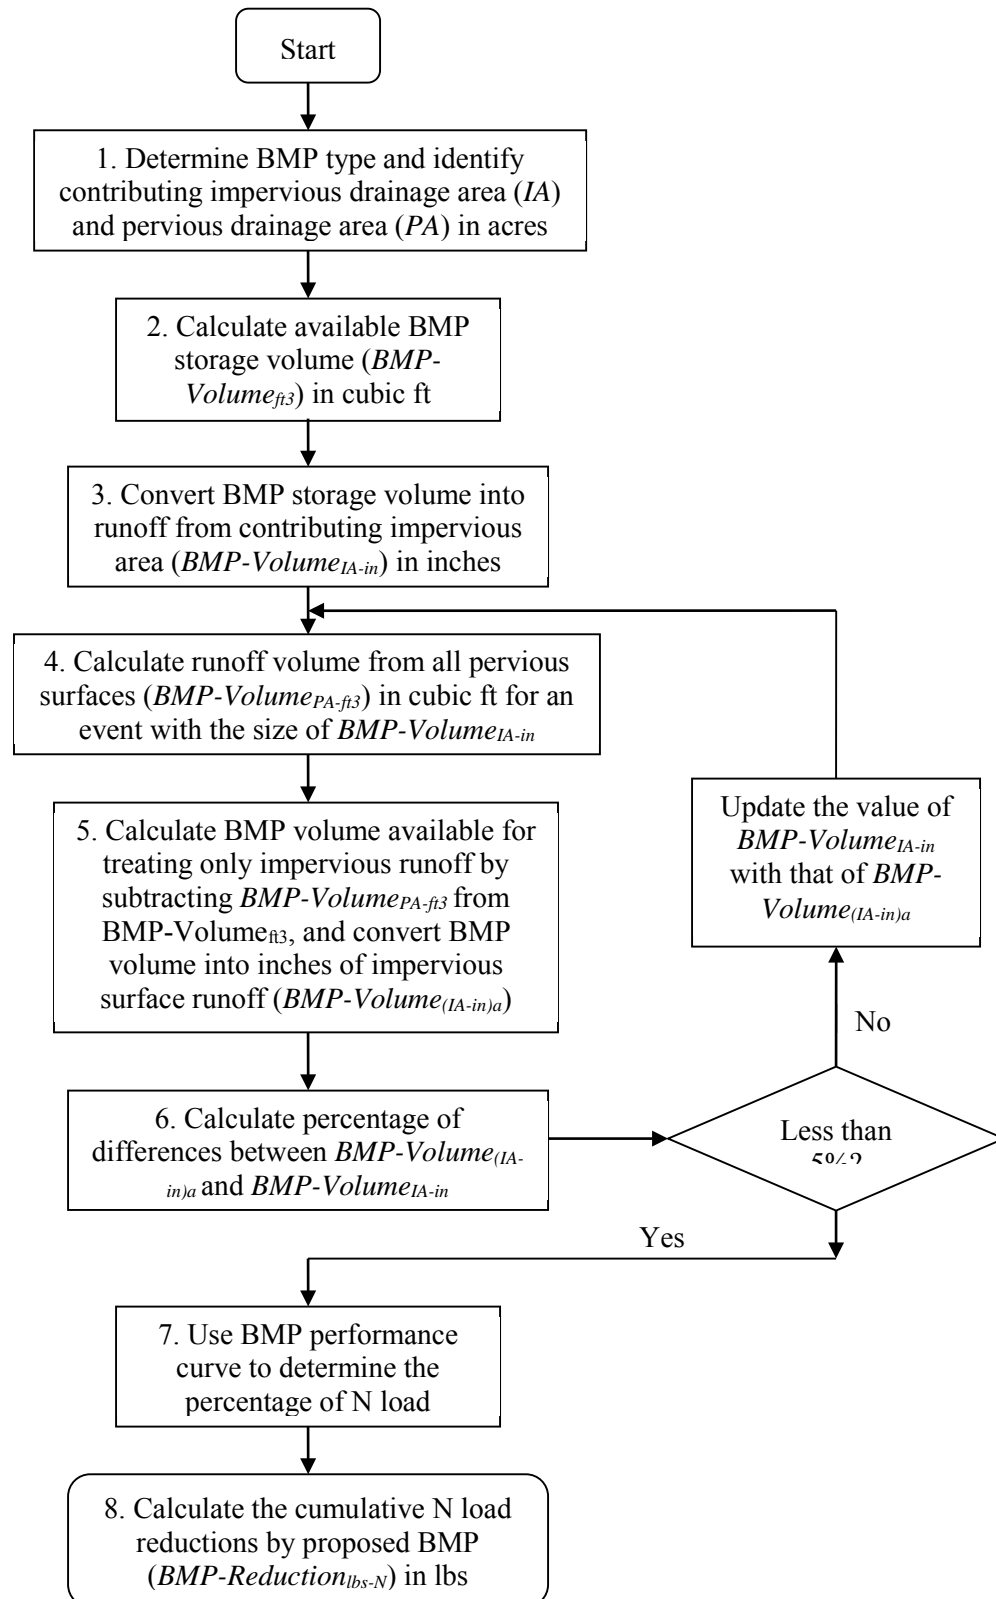 Start
1. Determine BMP type and identify
contributing impervious drainage area (IA)
and pervious drainage area (PA) in acres
2. Calculate available BMP
storage volume (BMP-
Volumeft3) in cubic ft
3. Convert BMP storage volume into
runoff from contributing impervious
area (BMP-VolumeIA-in) in inches
4. Calculate runoff volume from all pervious
surfaces (BMP-VolumePA-ft3) in cubic ft for an
event with the size of BMP-VolumeIA-in
5. Calculate BMP volume available for
treating only impervious runoff by
subtracting BMP-VolumePA-ft3 from
BMP-Volumeft3, and convert BMP
volume into inches of impervious
surface runoff (BMP-Volume(IA-in)a)
Update the value of
BMP-VolumeIA-in
with that of BMP-
Volume(IA-in)a
No
6. Calculate percentage of
differences between BMP-Volume(IA-
in)a and BMP-VolumeIA-in
Less than
5%?
Yes
7. Use BMP performance
curve to determine the
percentage of N load
8. Calculate the cumulative N load
reductions by proposed BMP
(BMP-Reductionlbs-N) in lbs